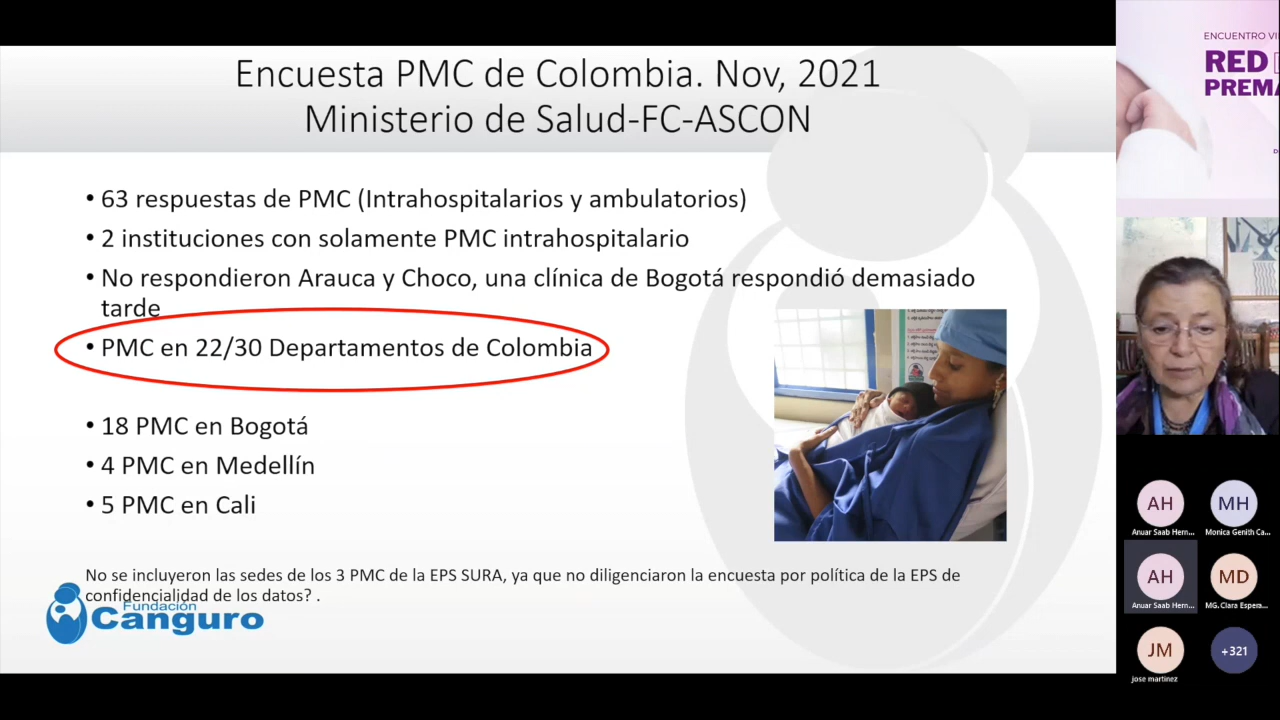 Encuesta PMC de Colombia. Nov, 2021
Ministerio de Salud-FC-ASCON
• 63 respuestas de PMC (Intrahospitalarios y ambulatorios)
• 2 instituciones con solamente PMC intrahospitalario
• No respondieron Arauca y Choco, una clínica de Bogotá respondió demasiado
tarde
• PMC en 22/30 Departamentos de Colombia
• 18 PMC en Bogotá
• 4 PMC en Medellín
• 5 PMC en Cali
No se incluyeron las sedes de los 3 PMC de la EPS SURA, ya que no diligenciaron la encuesta por política de la EPS de
confidencialidad de los datos? .
Fundación
Canguro
ENCUENTRO VI
RED
PREMA
AH
Anuar Saab Hern...
MH
Monica Genith Ca...
AH
Anuar Saab Hern...
MD
MG. Clara Espera...
JM
jose martinez
+321